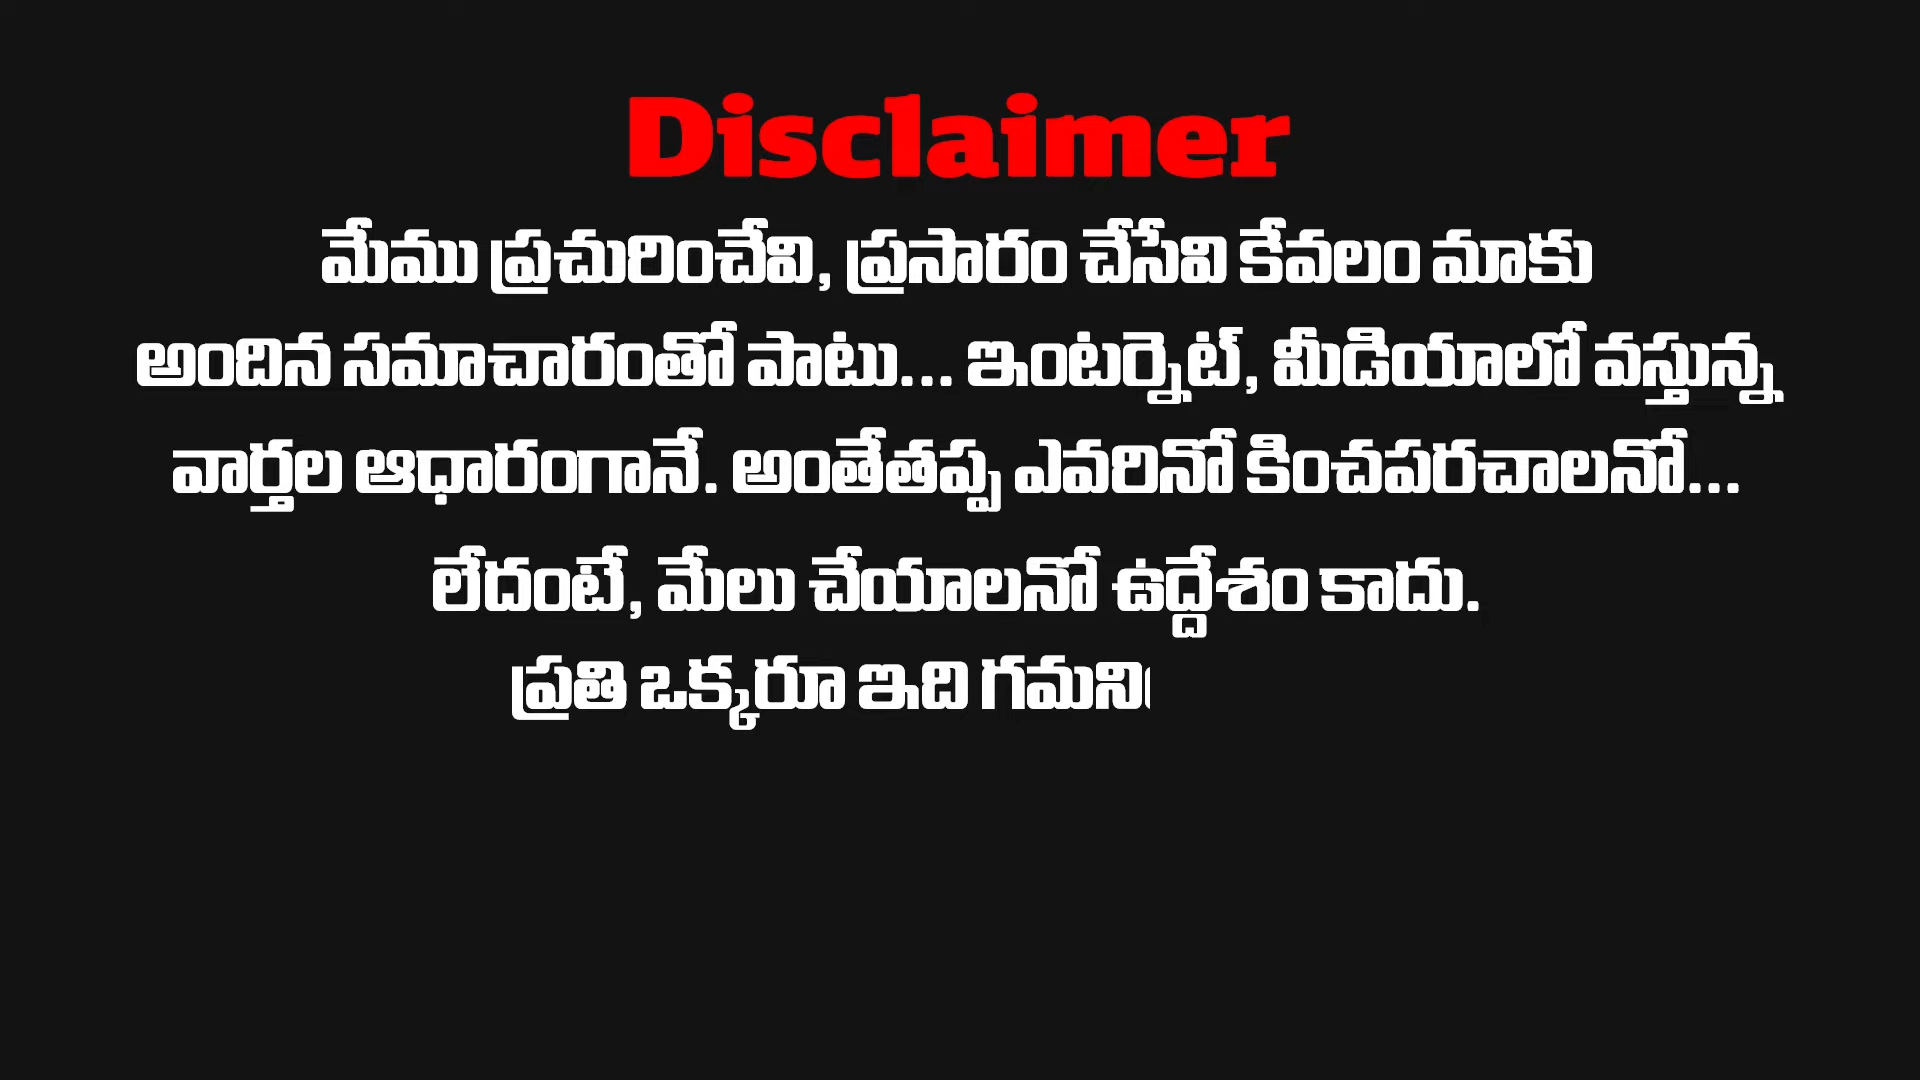 Disclaimer
మేము ప్రచురించేవి, ప్రసారం చేసేవి కేవలం మాకు
అందిన సమాచారంతో పాటు... ఇంటర్నెట్, మీడియాలో వస్తున్న
వార్తల ఆధారంగానే. అంతేతప్ప ఎవరినో కించపరచాలనో...
లేదంటే, మేలు చేయాలనో ఉద్దేశం కాదు.
ప్రతి ఒక్కరూ ఇది గమని